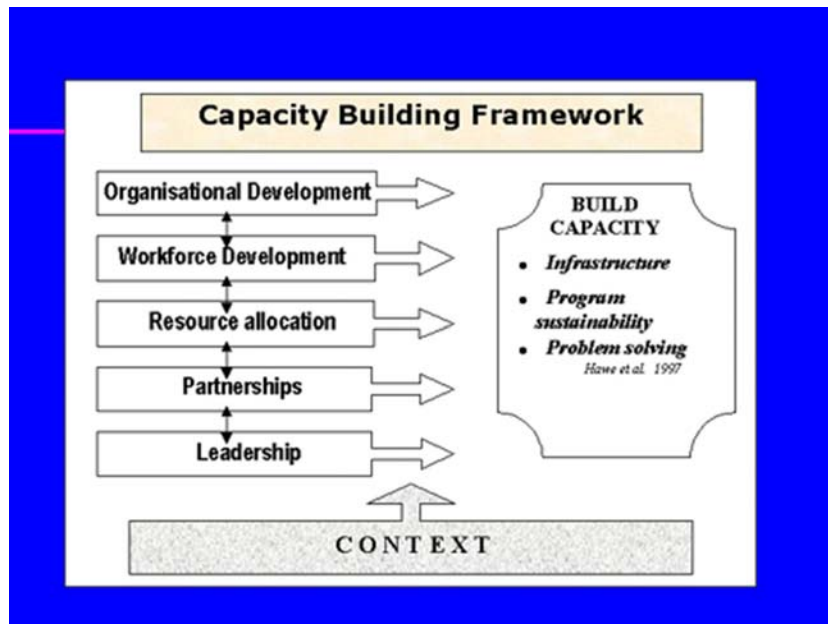 Capacity Building Framework
Organisational Development
Workforce Development
Resource allocation
Partnerships
Leadership
BUILD
CAPACITY
• Infrastructure
• Program
sustainability
• Problem solving
Hawe et al. 1997
CONTEXT